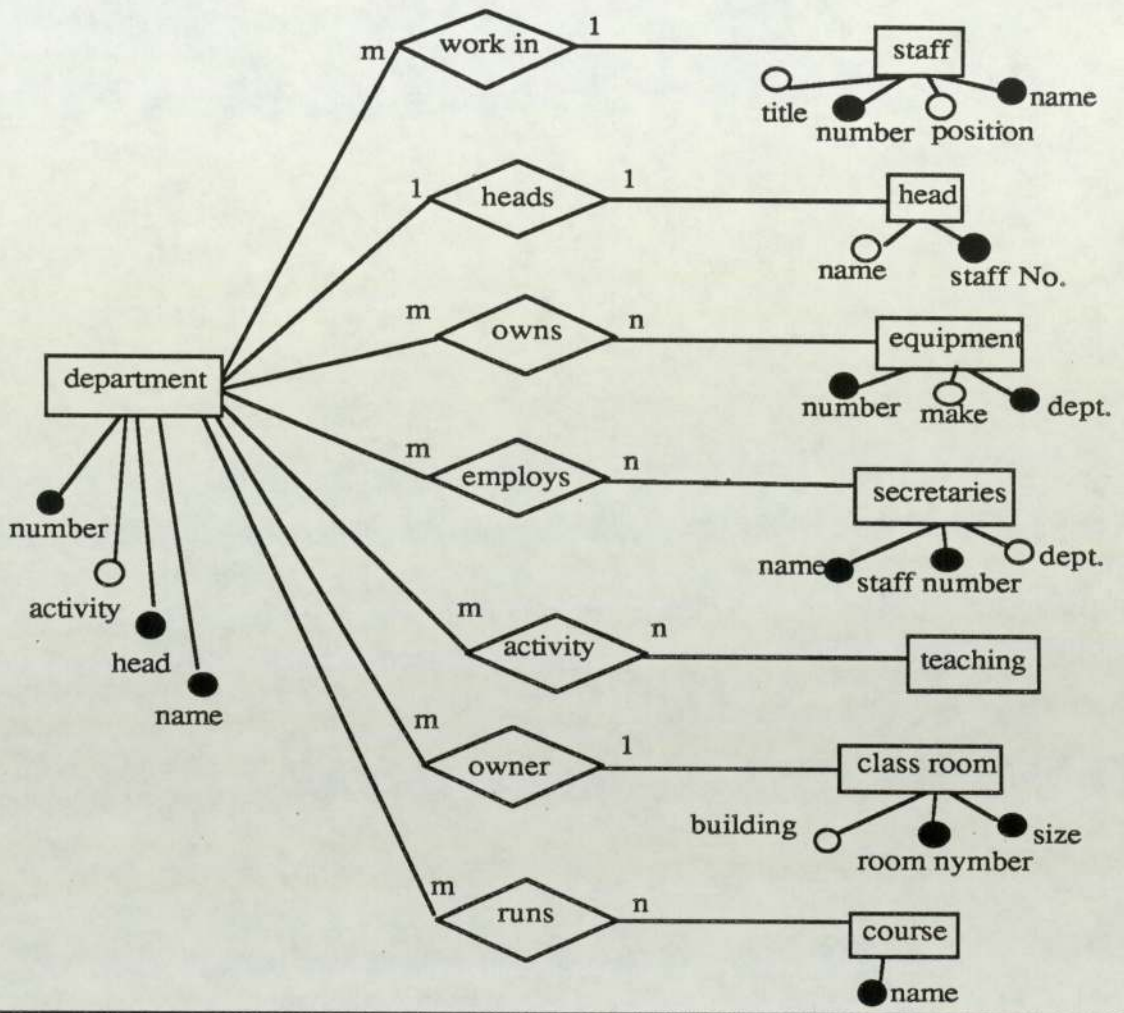 m
work in
1
staff
title
number
position
name
1
heads
1
head
name
staff No.
m
owns
n
equipment
number
make
dept.
department
number
activity
head
name
m
employs
n
secretaries
name
staff number
dept.
m
activity
n
teaching
m
owner
1
class room
building
room nymber
size
m
runs
n
course
name